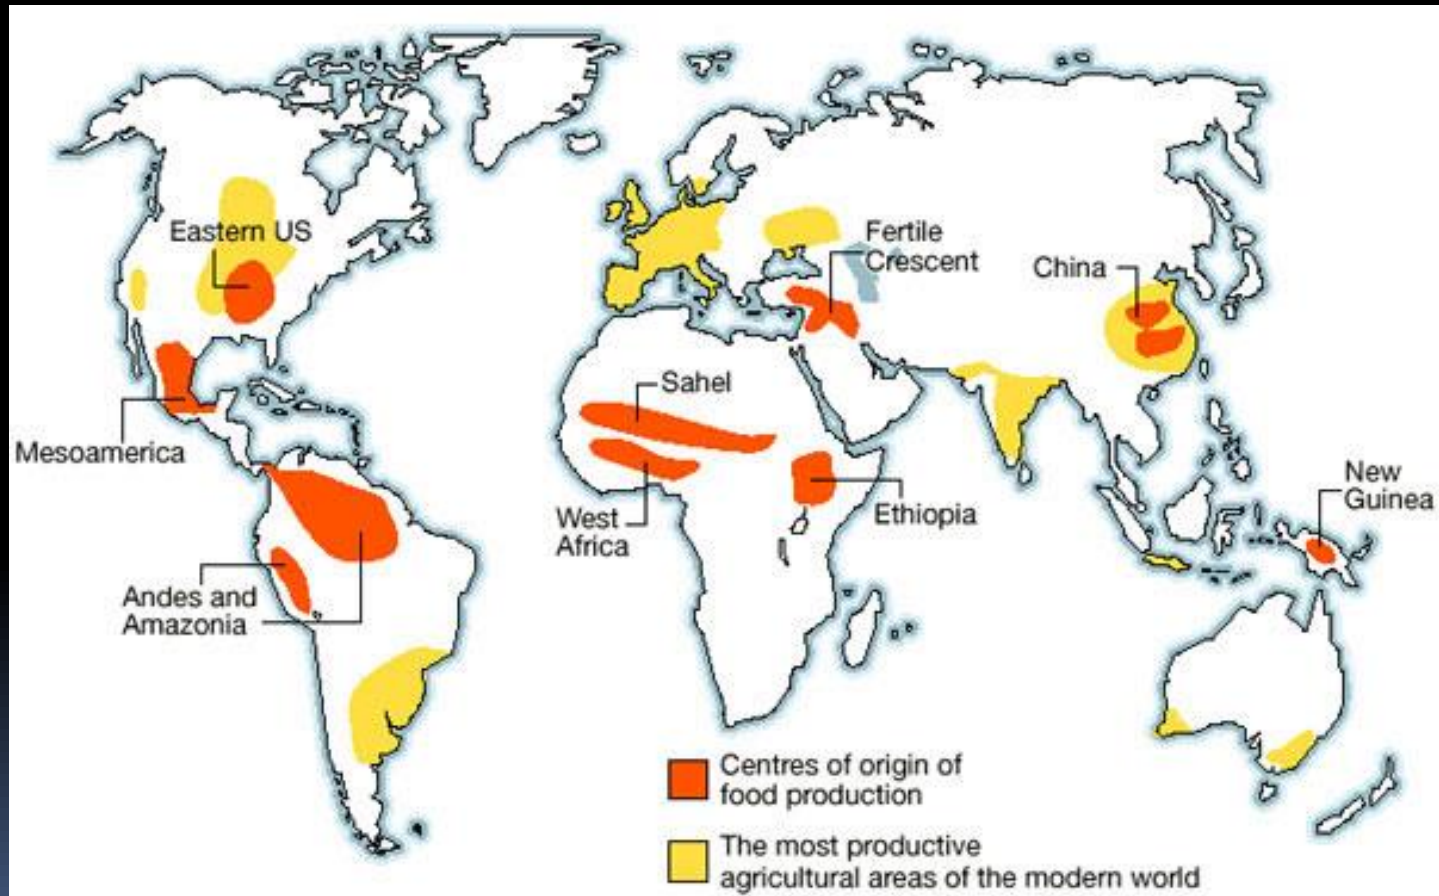 Eastern US
Fertile
Crescent
China
Sahel
Mesoamerica
New
Guinea
West
Africa
Ethiopia
Andes and
Amazonia
Centres of origin of
food production
The most productive
agricultural areas of the modern world